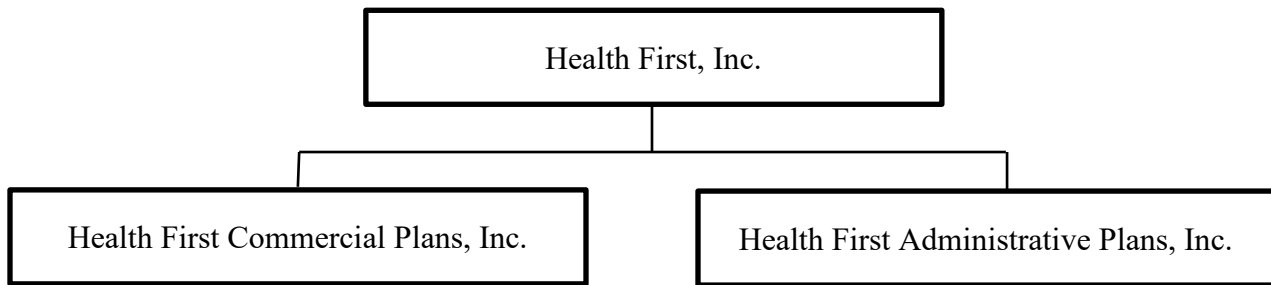 Health First, Inc.
Health First Commercial Plans, Inc.
Health First Administrative Plans, Inc.